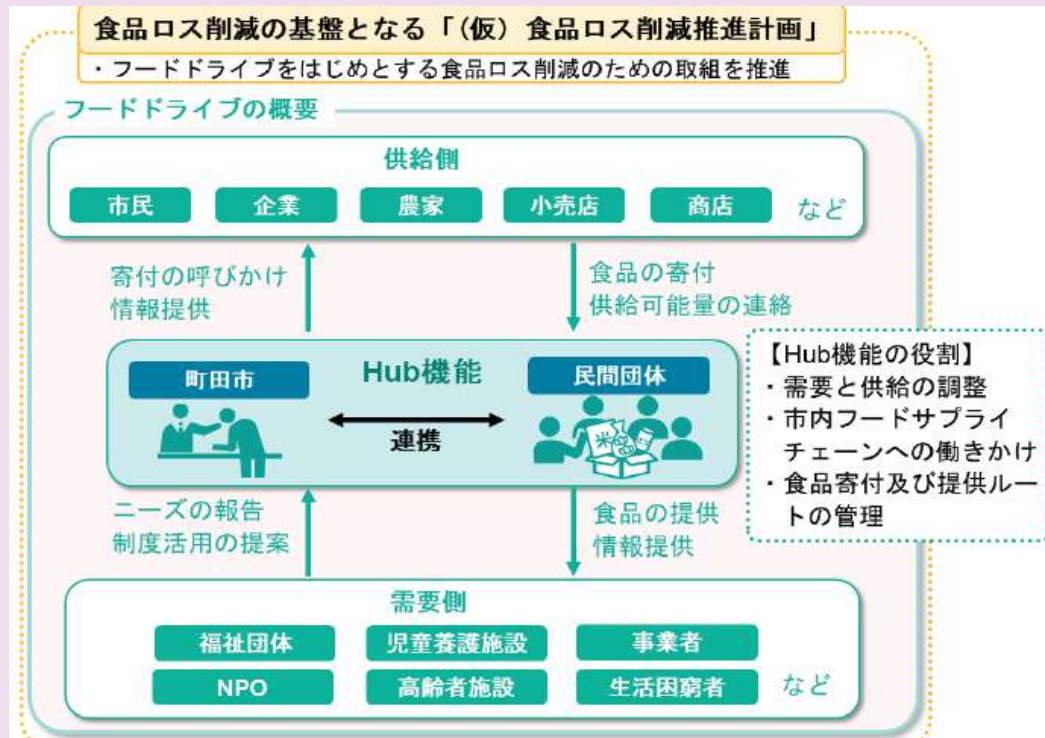 食品ロス削減の基盤となる「(仮) 食品ロス削減推進計画」
・フードドライブをはじめとする食品ロス削減のための取組を推進
フードドライブの概要
供給側
市民 企業 農家 小売店 商店 など
寄付の呼びかけ
情報提供
食品の寄付
供給可能量の連絡
町田市
Hub機能
民間団体
連携
米
【Hub機能の役割】
・需要と供給の調整
・市内フードサプライ
チェーンへの働きかけ
・食品寄付及び提供ルー
トの管理
ニーズの報告
制度活用の提案
食品の提供
情報提供
需要側
福祉団体 児童養護施設 事業者
NPO 高齢者施設 生活困窮者 など